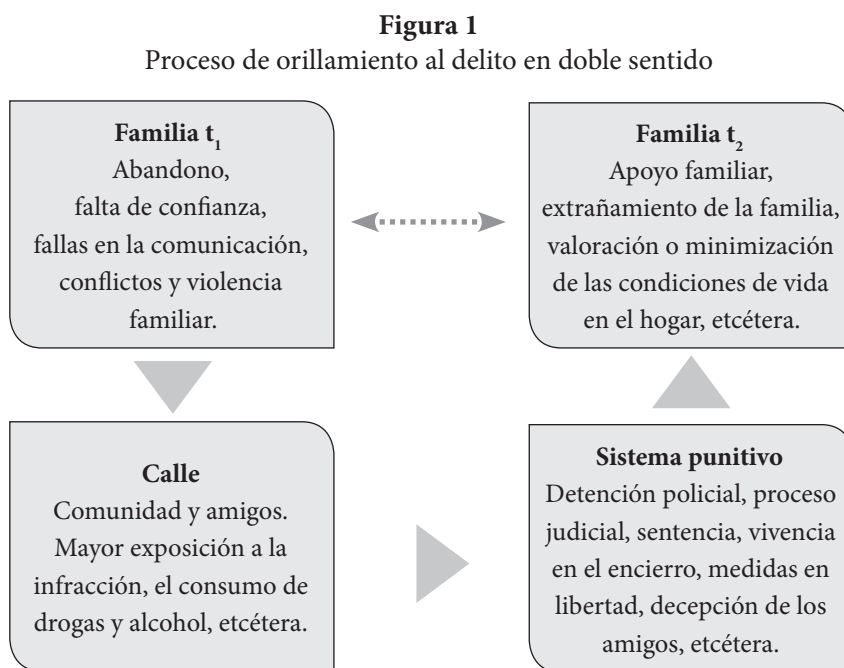 Figura 1
Proceso de orillamiento al delito en doble sentido
Familia t₁
Abandono,
falta de confianza,
fallas en la comunicación,
conflictos y violencia
familiar.
Familia t₂
Apoyo familiar,
extrañamiento de la familia,
valoración o minimización
de las condiciones de vida
en el hogar, etcétera.
Calle
Comunidad y amigos.
Mayor exposición a la
infracción, el consumo de
drogas y alcohol, etcétera.
Sistema punitivo
Detención policial, proceso
judicial, sentencia, vivencia
en el encierro, medidas en
libertad, decepción de los
amigos, etcétera.